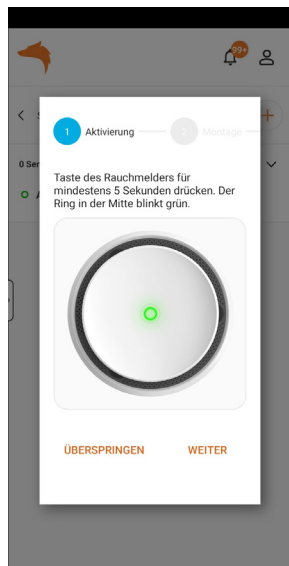 99+
1 Aktivierung 2 Montage
0 Ser
Taste des Rauchmelders für
mindestens 5 Sekunden drücken. Der
Ring in der Mitte blinkt grün.
ÜBERSPRINGEN WEITER